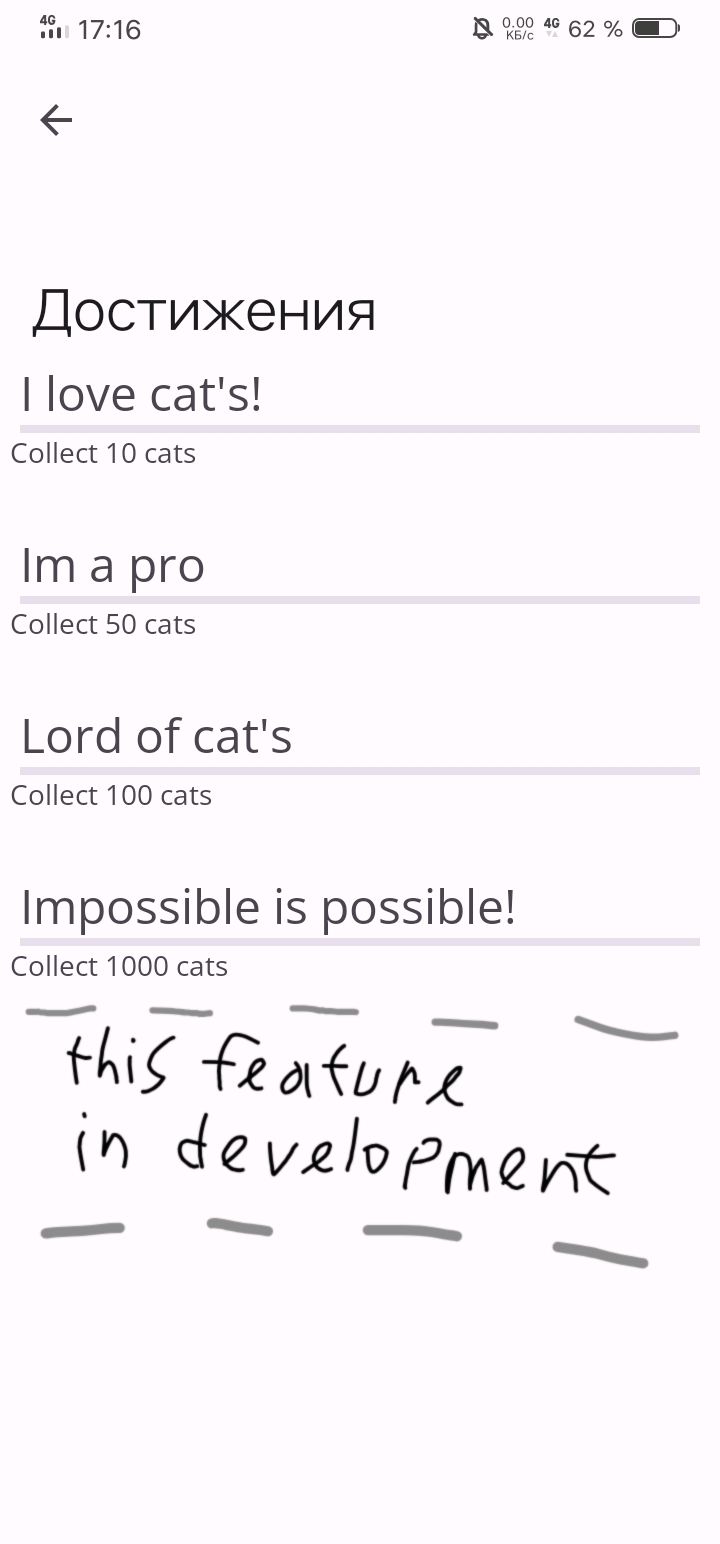 4G 17:16 0.00 КБ/с 4G 62 %
Достижения
I love cat's!
Collect 10 cats
Im a pro
Collect 50 cats
Lord of cat's
Collect 100 cats
Impossible is possible!
Collect 1000 cats
this feature
in development